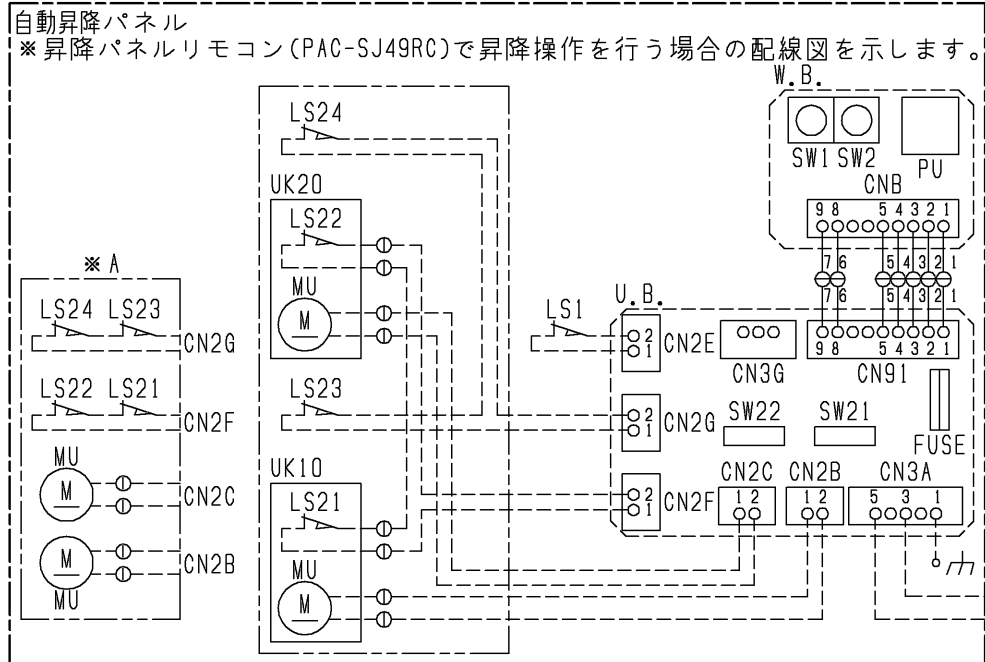 自動昇降パネル
※昇降パネルリモコン(PAC-SJ49RC)で昇降操作を行う場合の配線図を示します。
W.B.
SW1 SW2 PU
CNB
9 8 5 4 3 2 1
7 6 5 4 3 2 1
7 6 5 4 3 2 1
9 8 5 4 3 2 1
CN91
U.B.
LS1
2
1
CN2E
CN3G
FUSE
SW22 SW21
2
1
CN2G
CN2C CN2B CN3A
1 2 1 2 5 3 1
2
1
CN2F
LS24
UK20
LS22
MU
M
LS23
UK10
LS21
MU
M
※A
LS24 LS23
CN2G
LS22 LS21
CN2F
MU
M
CN2C
M
CN2B
MU